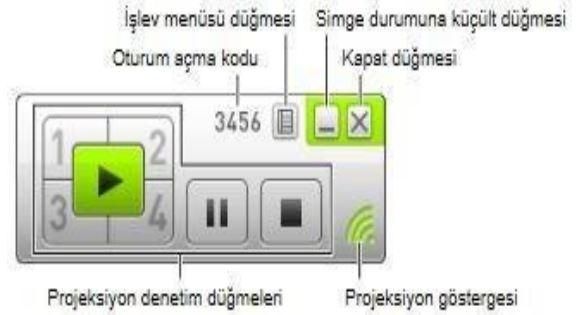 İşlev menüsü düğmesi Simge durumuna küçült düğmesi
Oturum açma kodu Kapat düğmesi
3456
1 2
3 4
Projeksiyon denetim düğmeleri Projeksiyon göstergesi